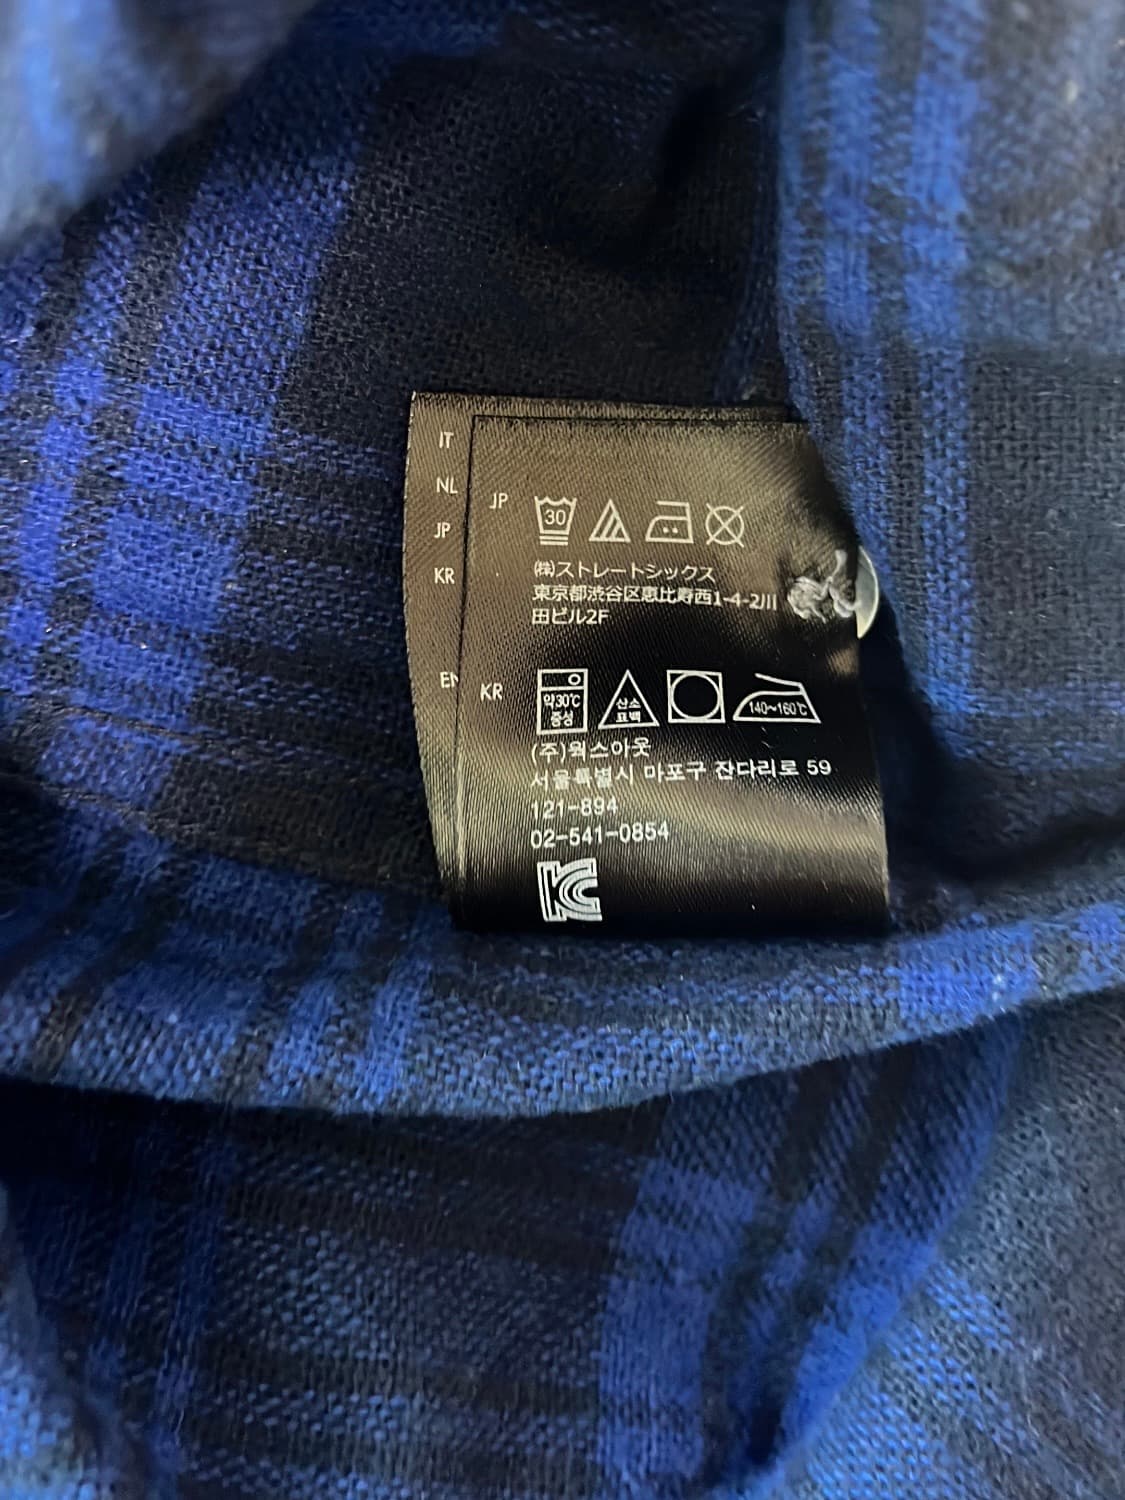 IT
NL
JP
KR
EN
JP
30
(株)ストレートシックス
東京都渋谷区恵比寿西1-4-2川
田ビル2F
KR
약30℃
중성
산소
표백
140~160℃
(주)웍스아웃
서울특별시 마포구 잔다리로 59
121-894
02-541-0854